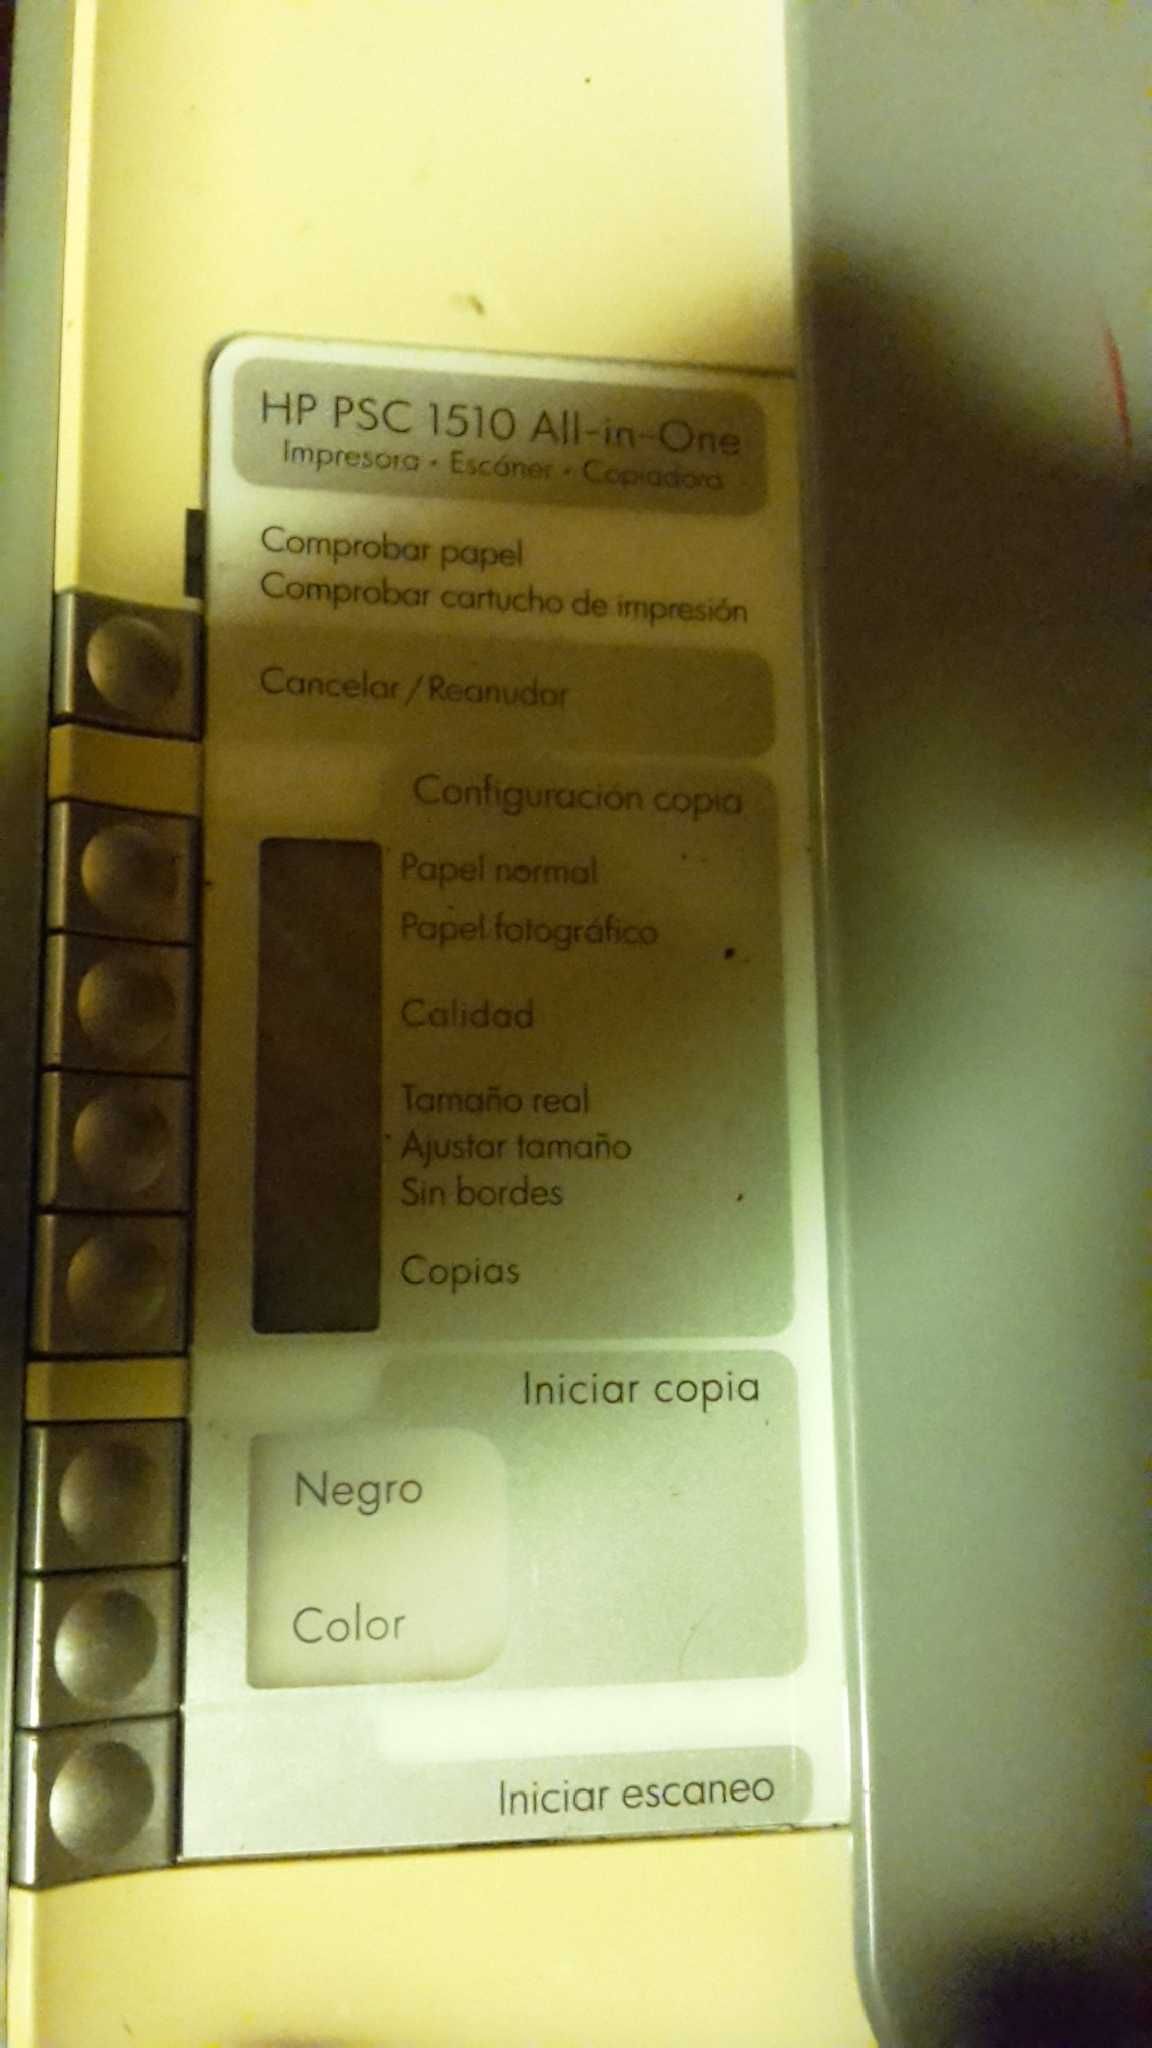 HP PSC 1510 All-in-One
Impresora • Escáner • Copiadora
Comprobar papel
Comprobar cartucho de impresión
Cancelar / Reanudar
Configuración copia
Papel normal
Papel fotográfico
Calidad
Tamaño real
Ajustar tamaño
Sin bordes
Copias
Iniciar copia
Negro
Color
Iniciar escaneo